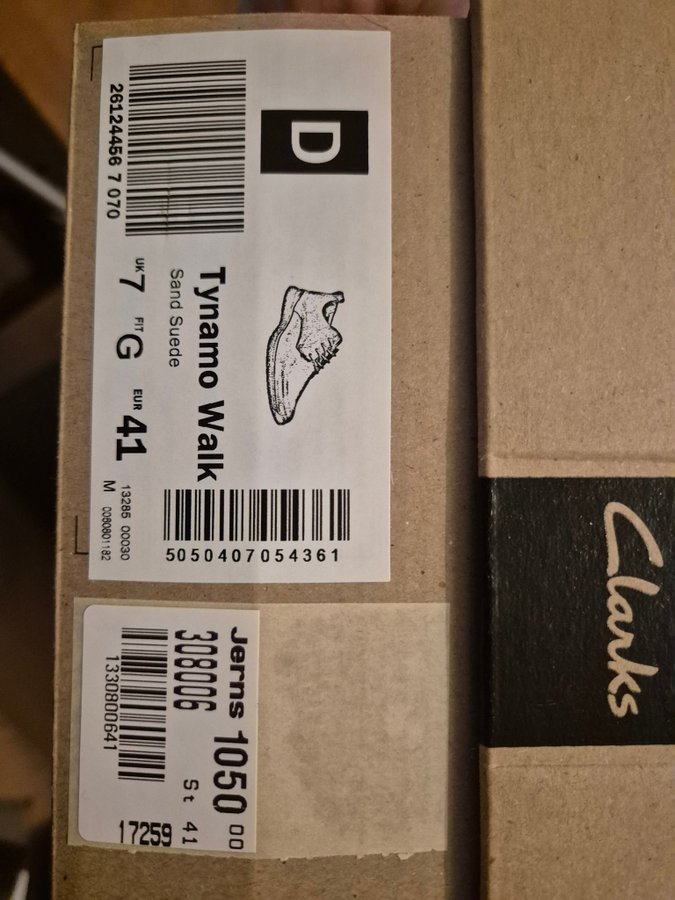 D
Tynamo Walk
Sand Suede
26124456 7 070
UK 7 FIT G EUR 41
13285 00030
M 0080801182
5050407054361
Clarks
Jerns 1050 00
308006 St 41
1330800641 17259